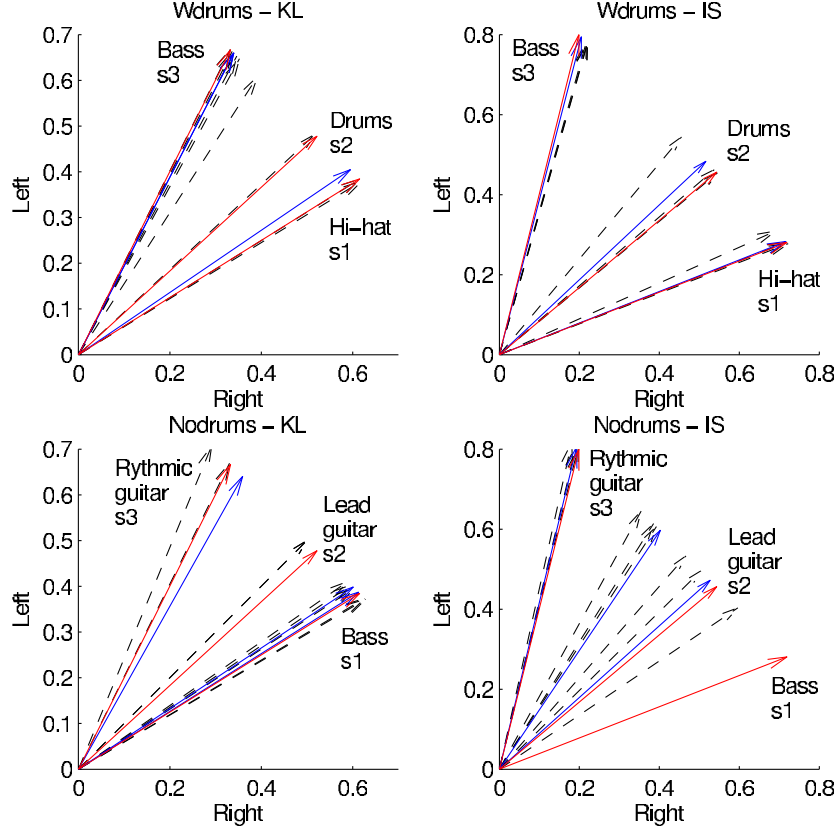 Wdrums – KL
Left
0.7
0.6
0.5
0.4
0.3
0.2
0.1
0
0 0.2 0.4 0.6
Right
Bass
s3
Drums
s2
Hi–hat
s1
Wdrums – IS
Left
0.8
0.6
0.4
0.2
0
0 0.2 0.4 0.6 0.8
Right
Bass
s3
Drums
s2
Hi–hat
s1
Nodrums – KL
Left
0.7
0.6
0.5
0.4
0.3
0.2
0.1
0
0 0.2 0.4 0.6
Right
Rythmic
guitar
s3
Lead
guitar
s2
Bass
s1
Nodrums – IS
Left
0.8
0.6
0.4
0.2
0
0 0.2 0.4 0.6 0.8
Right
Rythmic
guitar
s3
Lead
guitar
s2
Bass
s1